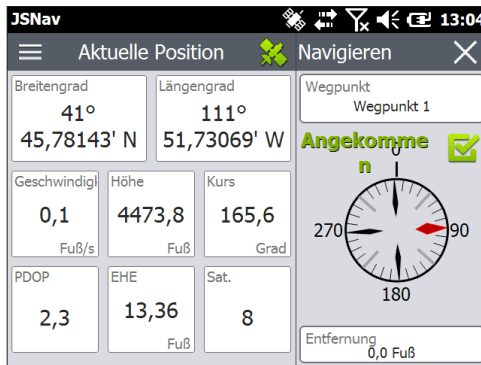 JSNav
13:04
Aktuelle Position
Navigieren
Breitengrad
41°
45,78143' N
Längengrad
111°
51,73069' W
Geschwindigk
0,1
Fuß/s
Höhe
4473,8
Fuß
Kurs
165,6
Grad
PDOP
2,3
EHE
13,36
Fuß
Sat.
8
Wegpunkt
Wegpunkt 1
Angekomme
n
0
270
90
180
Entfernung
0,0 Fuß